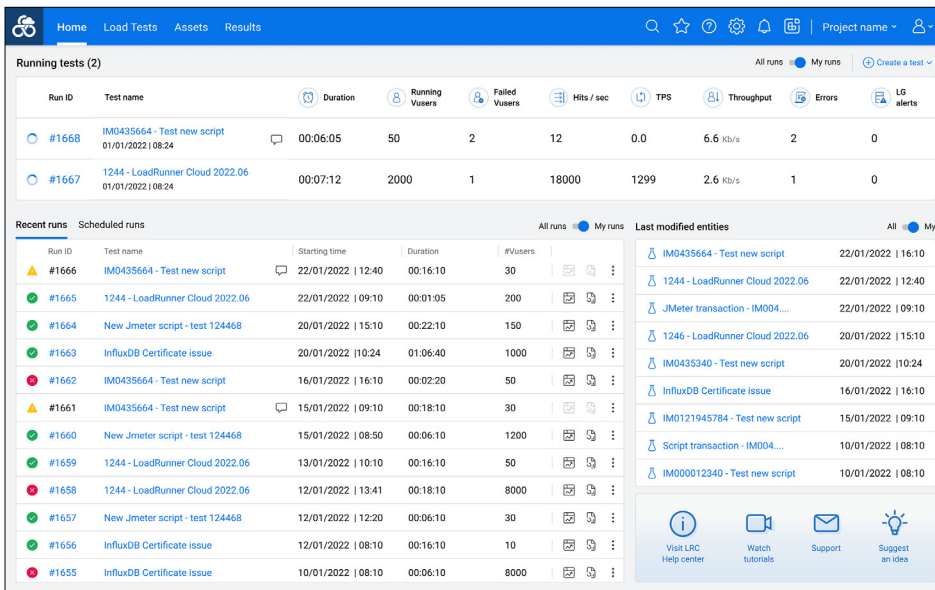 Home Load Tests Assets Results Project name
Running tests (2) All runs My runs Create a test
Run ID Test name Duration Running Vusers Failed Vusers Hits / sec TPS Throughput Errors LG alerts
#1668 IM0435664 - Test new script 00:06:05 50 2 12 0.0 6.6 Kb/s 2 0
01/01/2022 | 08:24
#1667 1244 - LoadRunner Cloud 2022.06 00:07:12 2000 1 18000 1299 2.6 Kb/s 1 0
01/01/2022 | 08:24
Recent runs Scheduled runs All runs My runs
Run ID Test name Starting time Duration #Vusers
#1666 IM0435664 - Test new script 22/01/2022 | 12:40 00:16:10 30
#1665 1244 - LoadRunner Cloud 2022.06 22/01/2022 | 09:10 00:01:05 200
#1664 New Jmeter script - test 124468 20/01/2022 | 15:10 00:22:10 150
#1663 InfluxDB Certificate issue 20/01/2022 |10:24 01:06:40 1000
#1662 IM0435664 - Test new script 16/01/2022 | 16:10 00:02:20 50
#1661 IM0435664 - Test new script 15/01/2022 | 09:10 00:18:10 30
#1660 New Jmeter script - test 124468 15/01/2022 | 08:50 00:06:10 1200
#1659 1244 - LoadRunner Cloud 2022.06 13/01/2022 | 10:10 00:16:10 50
#1658 1244 - LoadRunner Cloud 2022.06 12/01/2022 | 13:41 00:18:10 8000
#1657 New Jmeter script - test 124468 12/01/2022 | 12:20 00:06:10 30
#1656 InfluxDB Certificate issue 12/01/2022 | 08:10 00:16:10 10
#1655 InfluxDB Certificate issue 10/01/2022 | 08:10 00:06:10 8000
Last modified entities All My
IM0435664 - Test new script 22/01/2022 | 16:10
1244 - LoadRunner Cloud 2022.06 22/01/2022 | 12:40
JMeter transaction - IM004.... 22/01/2022 | 09:10
1246 - LoadRunner Cloud 2022.06 20/01/2022 | 15:10
IM0435340 - Test new script 20/01/2022 |10:24
InfluxDB Certificate issue 16/01/2022 | 16:10
IM0121945784 - Test new script 15/01/2022 | 09:10
Script transaction - IM004.... 10/01/2022 | 08:10
IM000012340 - Test new script 10/01/2022 | 08:10
Visit LRC Help center
Watch tutorials
Support
Suggest an idea